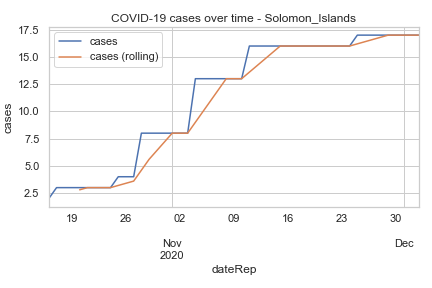 COVID-19 cases over time - Solomon_Islands
cases
cases (rolling)
17.5
15.0
12.5
10.0
7.5
5.0
2.5
cases
19 26 02 09 16 23 30
Nov Dec
2020
dateRep